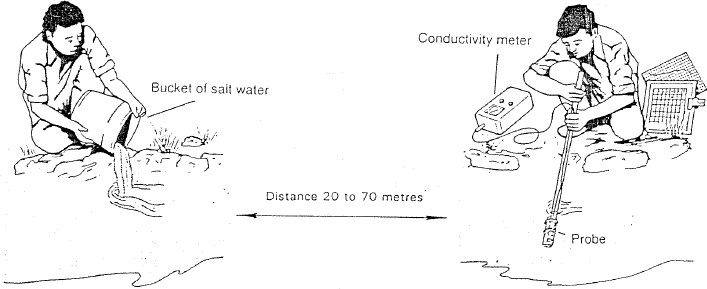 Conductivity meter
Bucket of salt water
Distance 20 to 70 metres
Probe